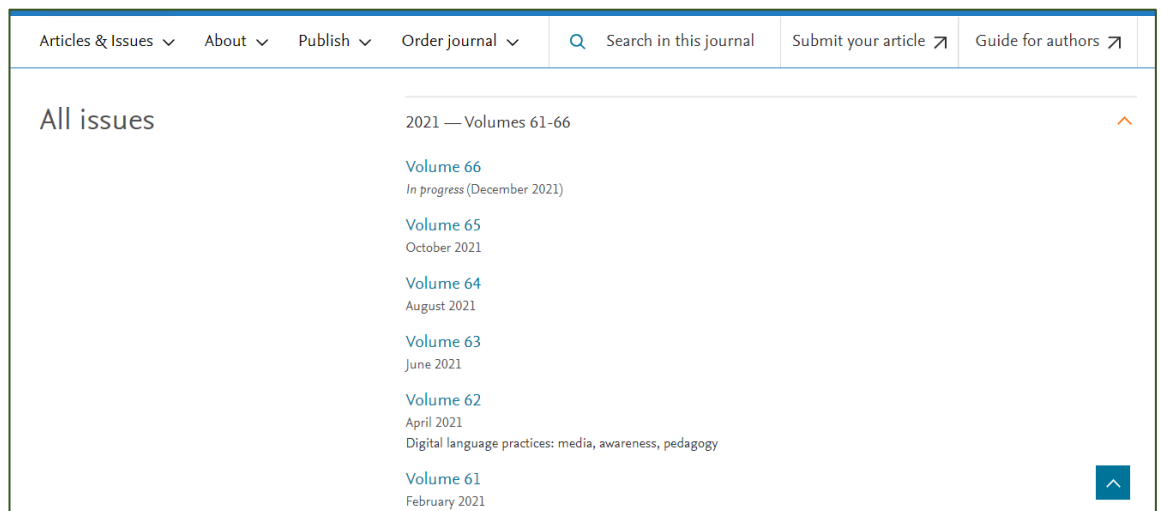 Articles & Issues About Publish Order journal Search in this journal Submit your article Guide for authors
All issues
2021 — Volumes 61-66
Volume 66
In progress (December 2021)
Volume 65
October 2021
Volume 64
August 2021
Volume 63
June 2021
Volume 62
April 2021
Digital language practices: media, awareness, pedagogy
Volume 61
February 2021